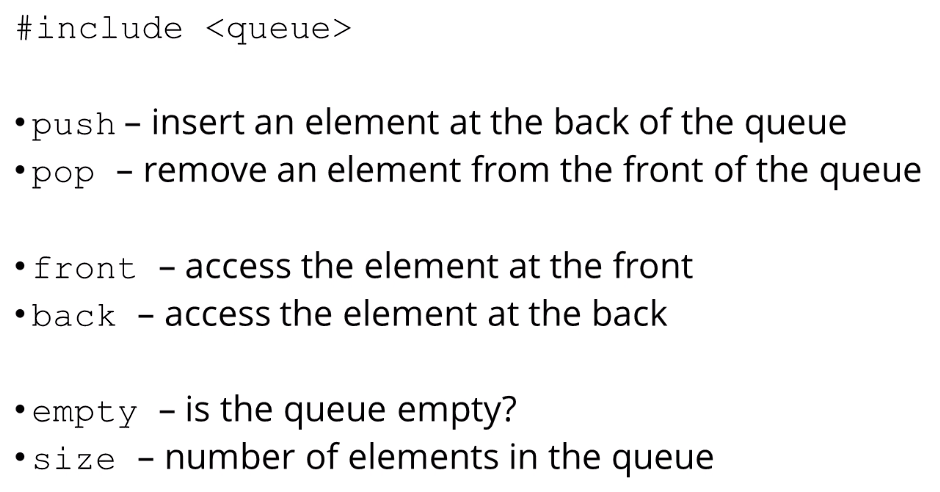 #include <queue>
•push – insert an element at the back of the queue
•pop – remove an element from the front of the queue
•front – access the element at the front
•back – access the element at the back
•empty – is the queue empty?
•size – number of elements in the queue